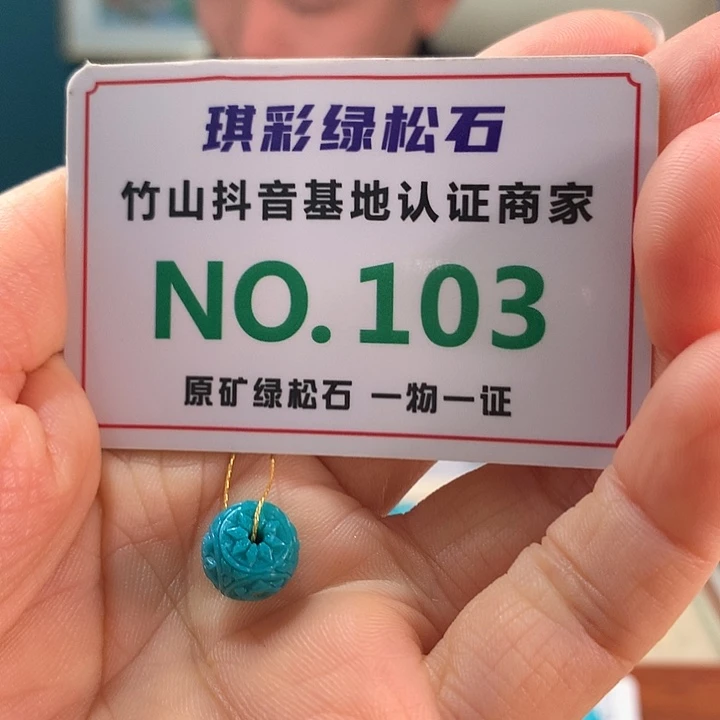 琪彩绿松石
竹山抖音基地认证商家
NO.103
原矿绿松石 一物一证